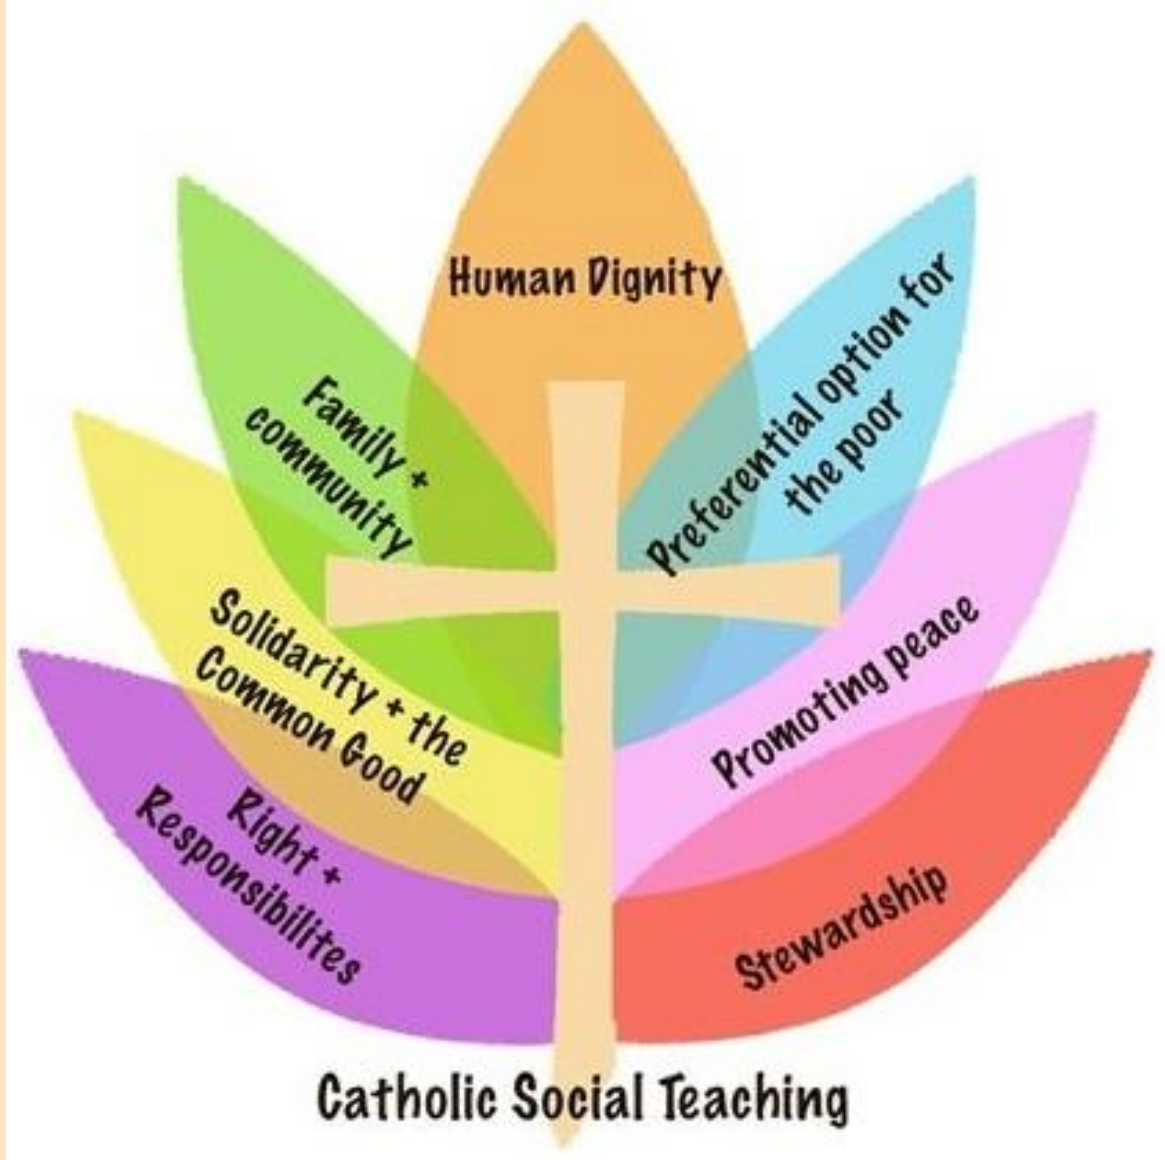 Human Dignity
Family +
community
Preferential option for
the poor
Solidarity + the
Common Good
Promoting peace
Right +
Responsibilites
Stewardship
Catholic Social Teaching